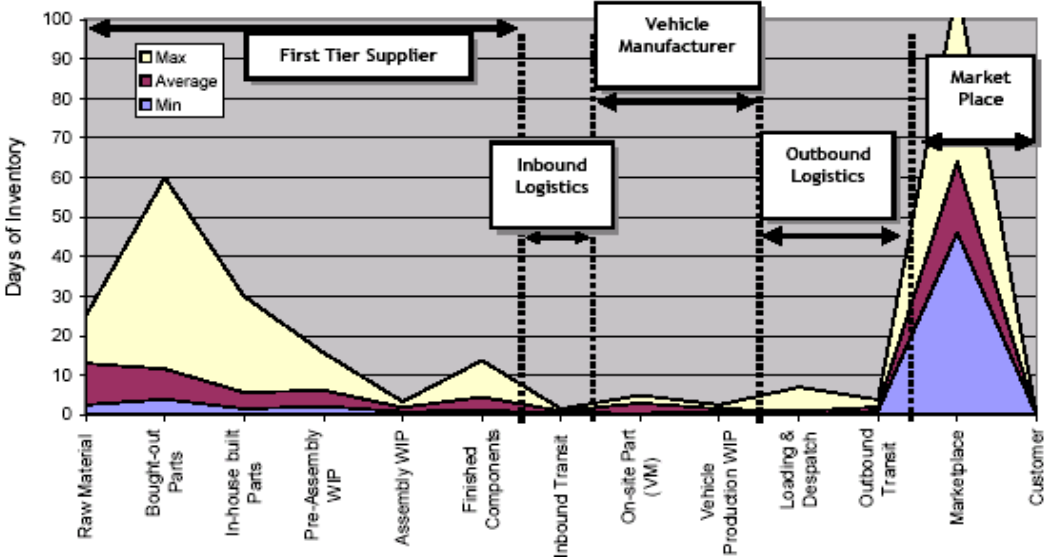 100
90
80
70
60
50
40
30
20
10
0
Days of Inventory
Max
Average
Min
First Tier Supplier
Inbound
Logistics
Vehicle
Manufacturer
Outbound
Logistics
Market
Place
Raw Material
Bought-out
Parts
In-house built
Parts
Pre-Assembly
WIP
Assembly WIP
Finished
Components
Inbound Transit
On-site Part
(VM)
Vehicle
Production WIP
Loading &
Despatch
Outbound
Transit
Marketplace
Customer